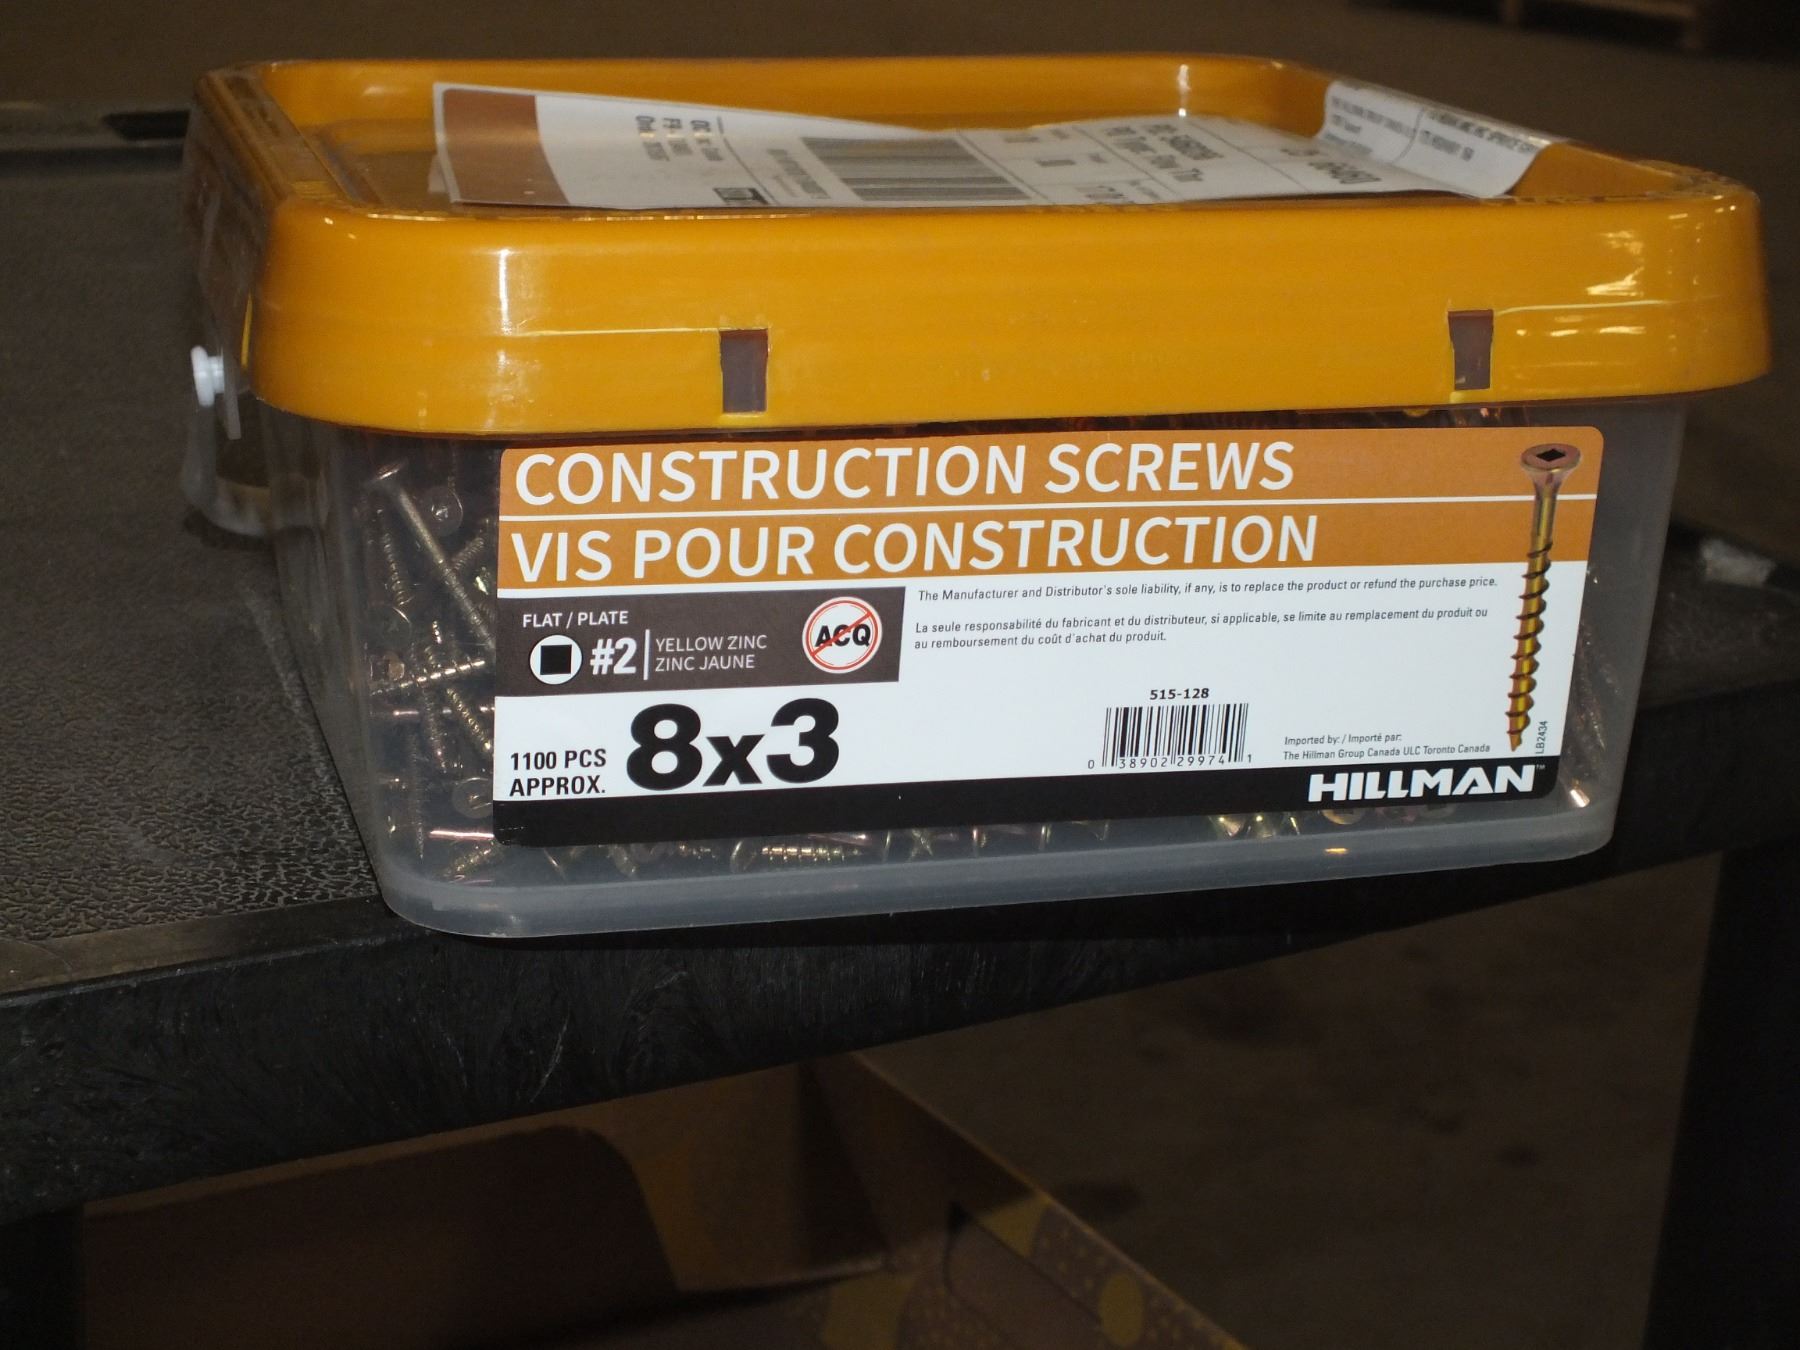 CONSTRUCTION SCREWS
VIS POUR CONSTRUCTION
The Manufacturer and Distributor's sole liability, if any, is to replace the product or refund the purchase price.
La seule responsabilité du fabricant et du distributeur, si applicable, se limite au remplacement du produit ou
au remboursement du coût d'achat du produit.
FLAT / PLATE
#2
YELLOW ZINC
ZINC JAUNE
ACQ
1100 PCS
APPROX.
8x3
515-128
0 38902 29974 1
Imported by: / Importé par:
The Hillman Group Canada ULC Toronto Canada
LB2434
HILLMAN™